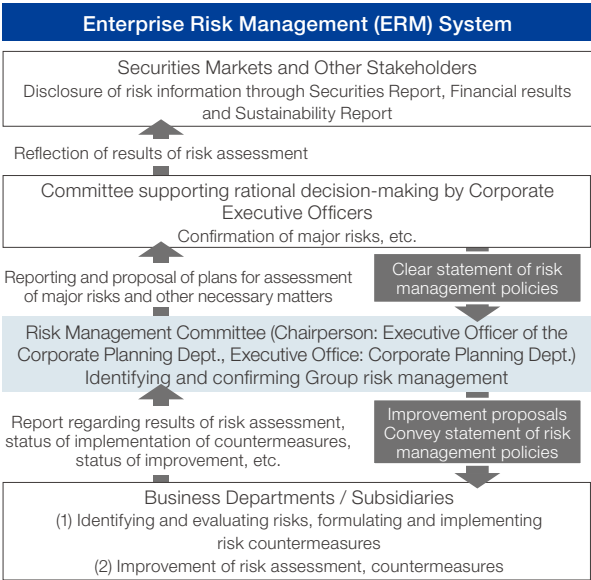 Enterprise Risk Management (ERM) System
Securities Markets and Other Stakeholders
Disclosure of risk information through Securities Report, Financial results
and Sustainability Report
Reflection of results of risk assessment
Committee supporting rational decision-making by Corporate
Executive Officers
Confirmation of major risks, etc.
Reporting and proposal of plans for assessment
of major risks and other necessary matters
Clear statement of risk
management policies
Risk Management Committee (Chairperson: Executive Officer of the
Corporate Planning Dept., Executive Office: Corporate Planning Dept.)
Identifying and confirming Group risk management
Report regarding results of risk assessment,
status of implementation of countermeasures,
status of improvement, etc.
Improvement proposals
Convey statement of risk
management policies
Business Departments / Subsidiaries
(1) Identifying and evaluating risks, formulating and implementing
risk countermeasures
(2) Improvement of risk assessment, countermeasures